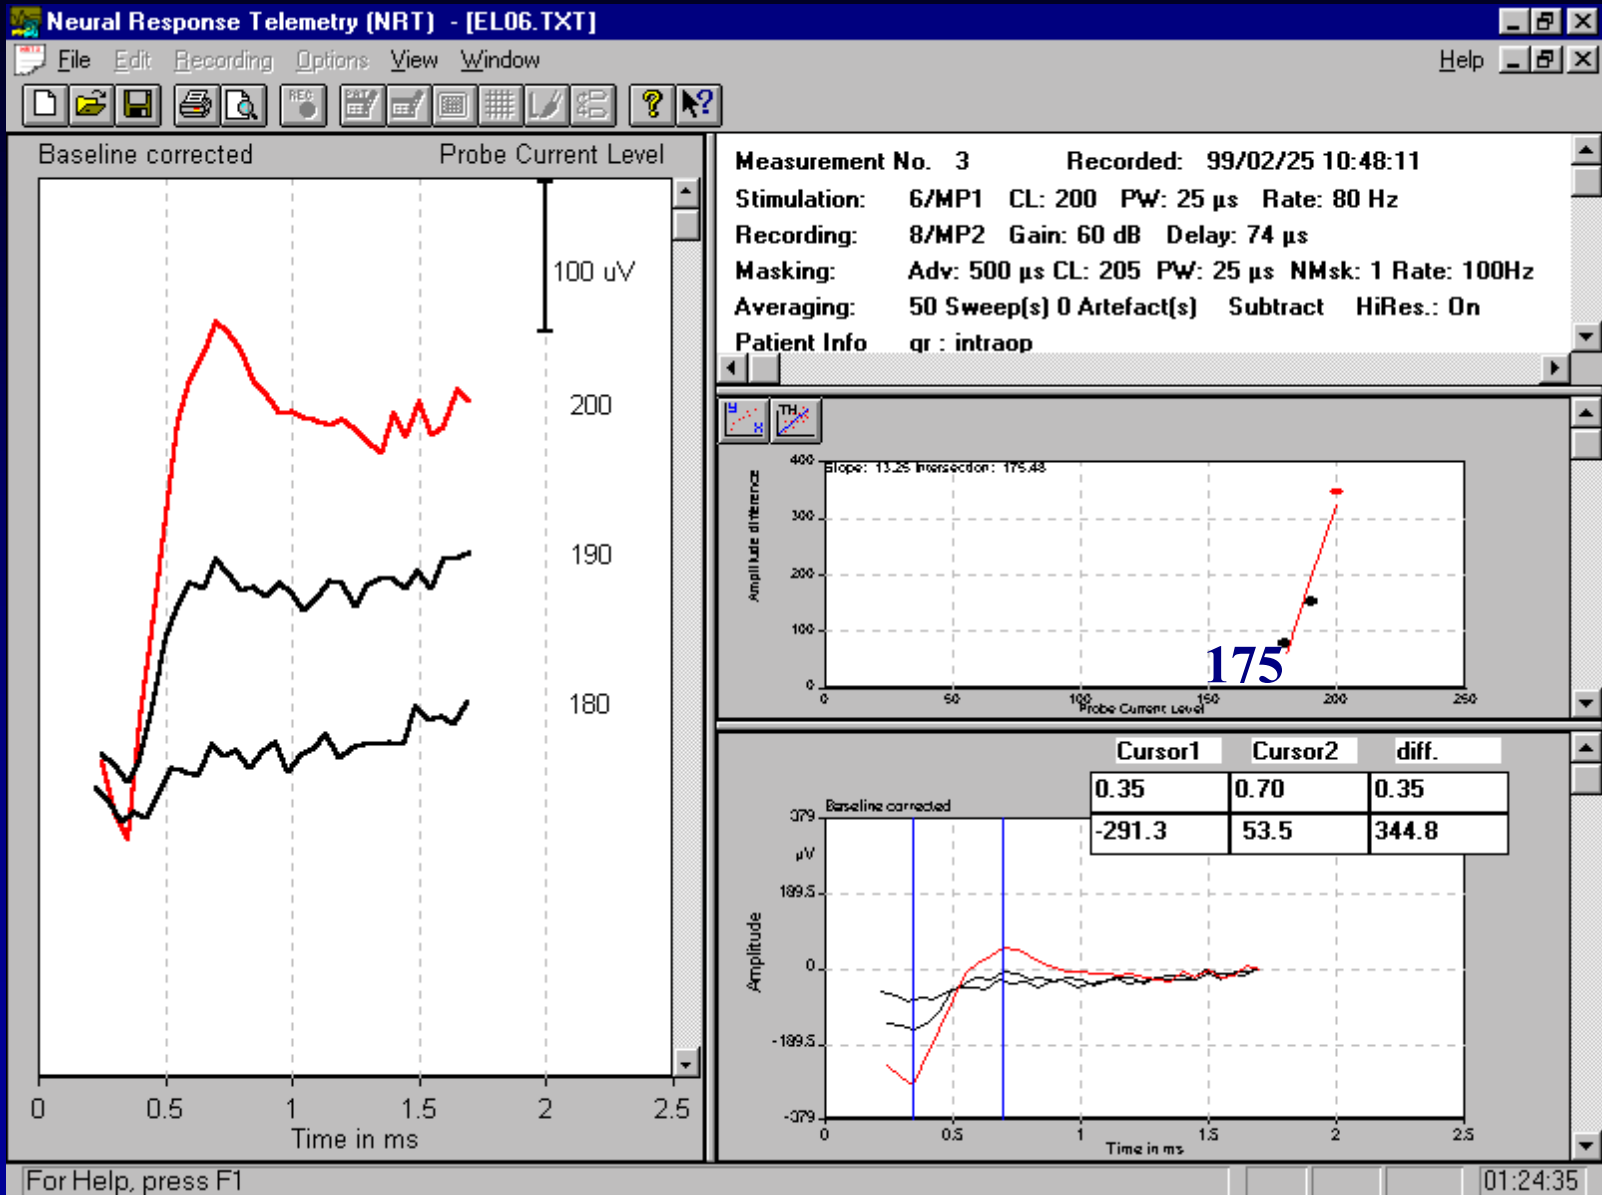 Neural Response Telemetry (NRT) - [EL06.TXT]
File Edit Recording Options View Window Help
REC
Baseline corrected Probe Current Level
100 uV
200
190
180
0 0.5 1 1.5 2 2.5
Time in ms
Measurement No. 3 Recorded: 99/02/25 10:48:11
Stimulation: 6/MP1 CL: 200 PW: 25 µs Rate: 80 Hz
Recording: 8/MP2 Gain: 60 dB Delay: 74 µs
Masking: Adv: 500 µs CL: 205 PW: 25 µs NMsk: 1 Rate: 100Hz
Averaging: 50 Sweep(s) 0 Artefact(s) Subtract HiRes.: On
Patient Info gr : intraop
Y X TH
Slope: 13.25 Intersection: 175.48
Amplitude difference
400
300
200
100
0
175
0 50 100 150 200 250
Probe Current Level
Cursor1 Cursor2 diff.
0.35 0.70 0.35
-291.3 53.5 344.8
Baseline corrected
379
µV
189.5
0
-189.5
-379
Amplitude
0 0.5 1 1.5 2 2.5
Time in ms
For Help, press F1 01:24:35